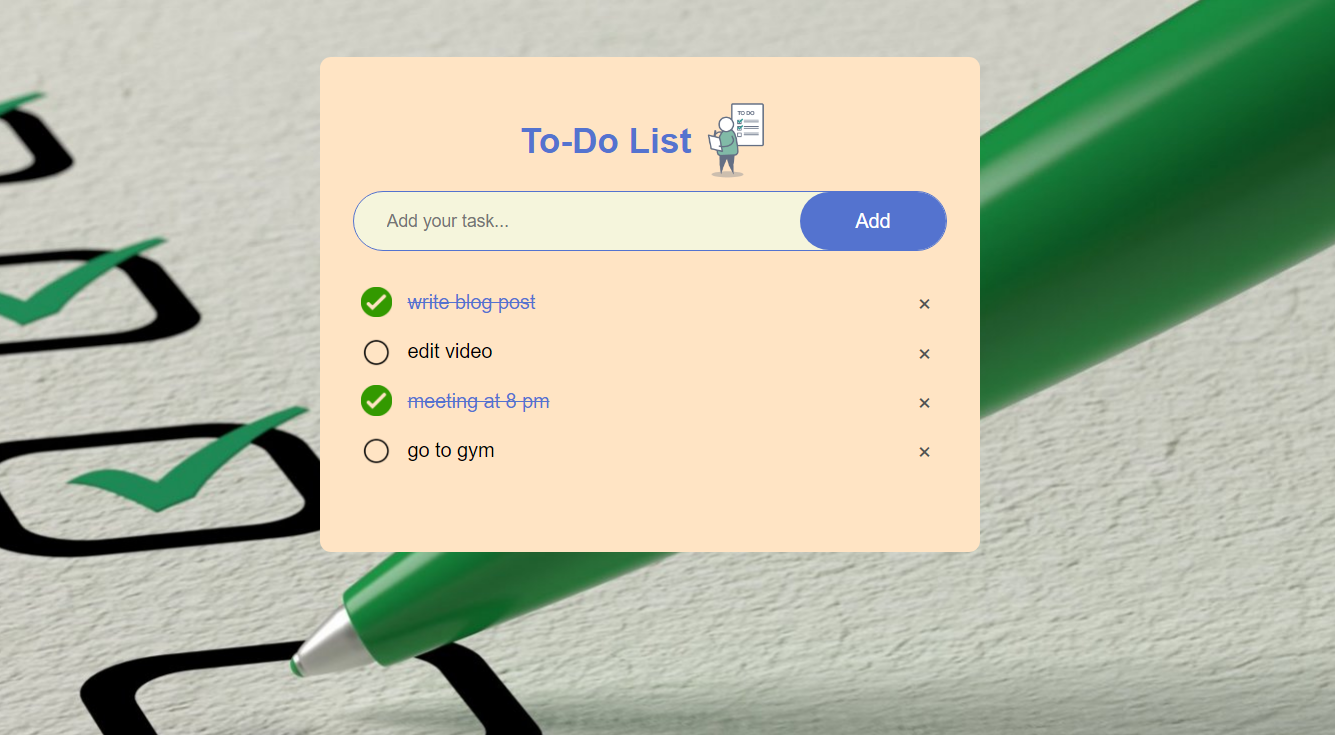 To-Do List
TO DO
Add your task...
Add
write blog post
edit video
meeting at 8 pm
go to gym